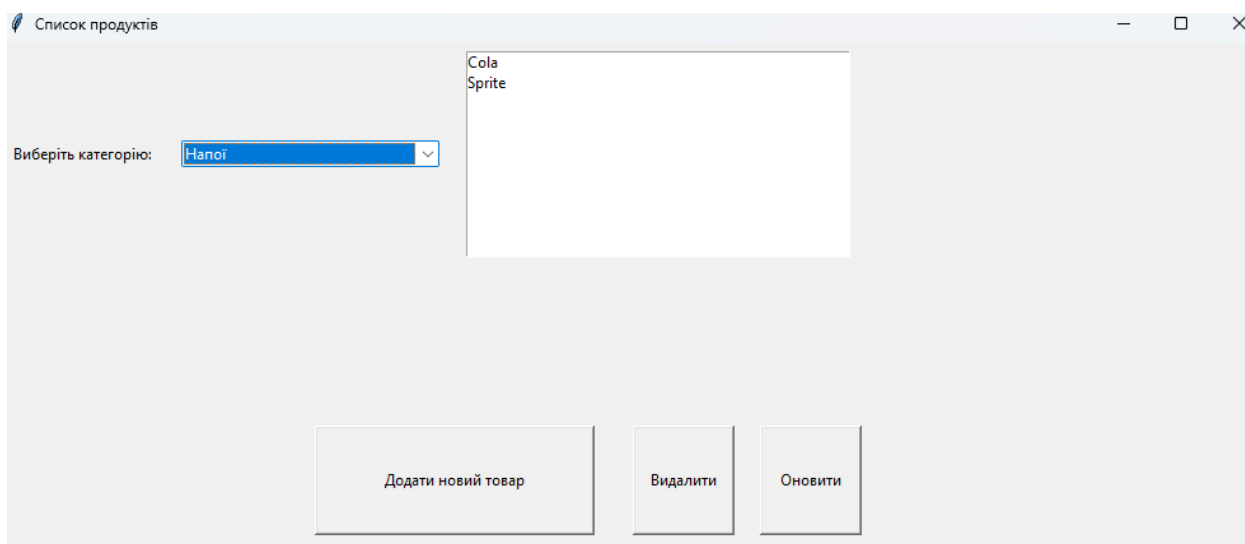 Список продуктів
Cola
Sprite
Виберіть категорію:
Напої
Додати новий товар
Видалити
Оновити